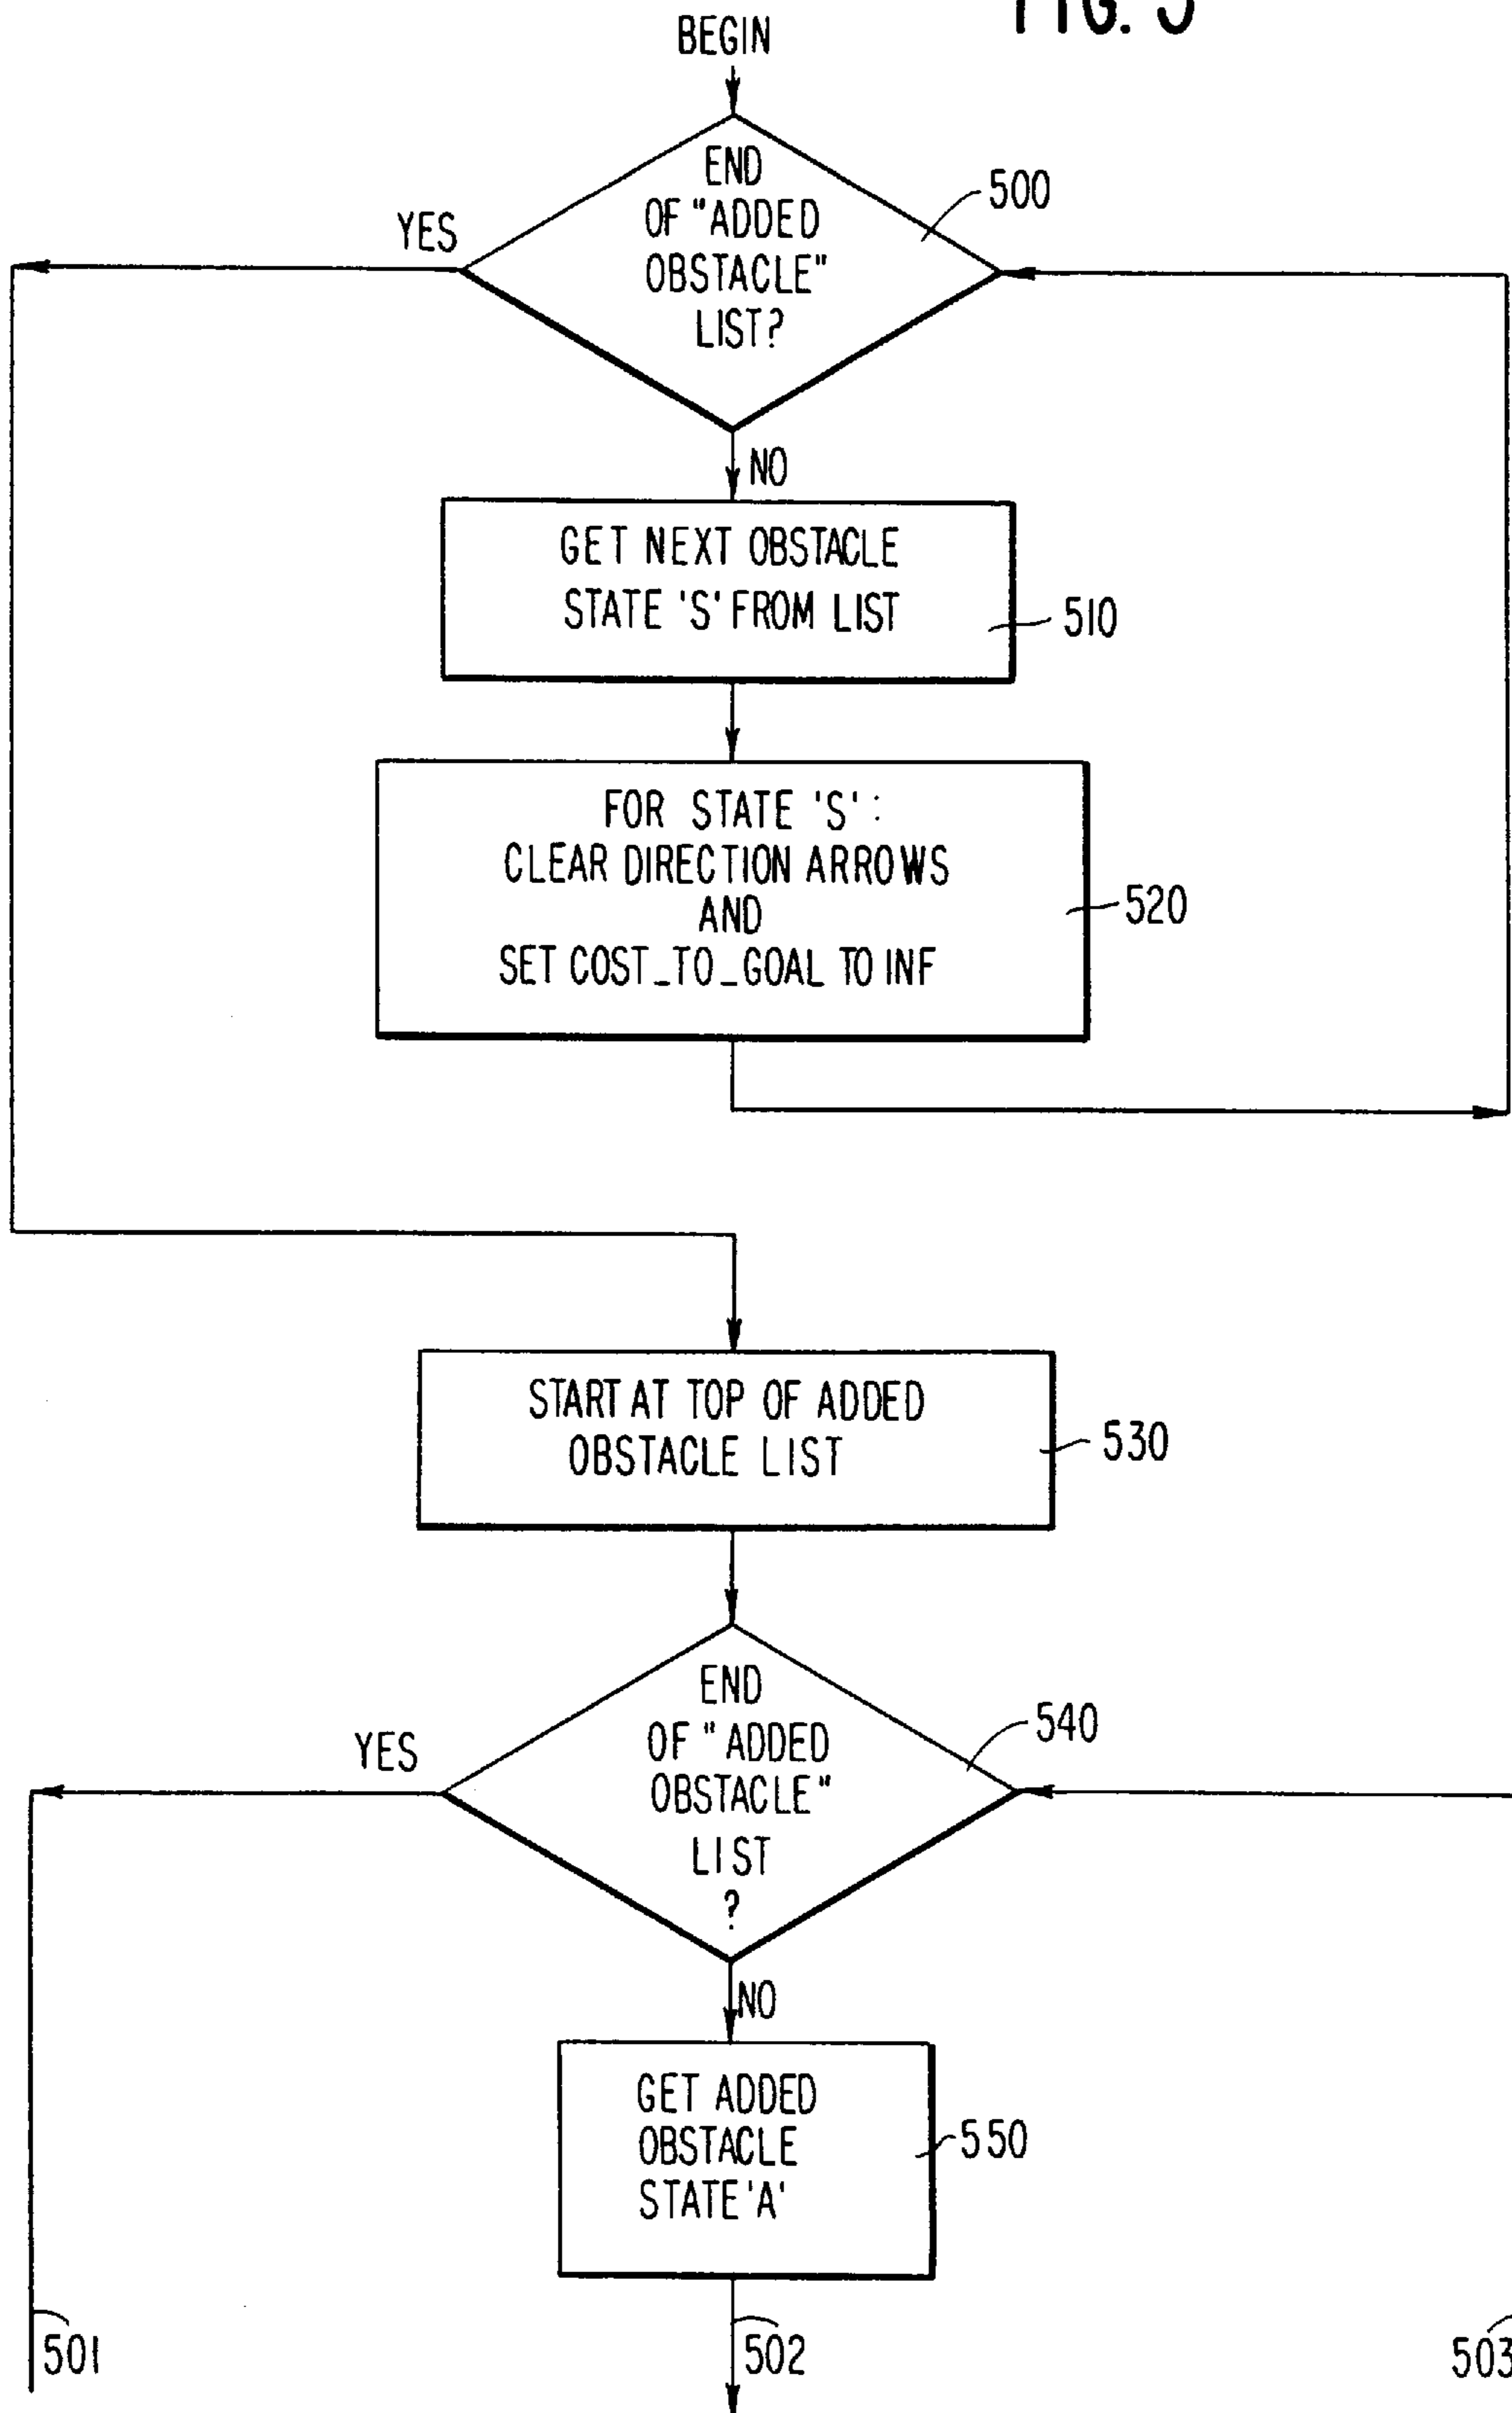 FIG. 5
BEGIN
END
OF "ADDED
OBSTACLE"
LIST?
500
YES
NO
GET NEXT OBSTACLE
STATE 'S' FROM LIST
510
FOR STATE 'S':
CLEAR DIRECTION ARROWS
AND
SET COST_TO_GOAL TO INF
520
START AT TOP OF ADDED
OBSTACLE LIST
530
END
OF "ADDED
OBSTACLE"
LIST
?
540
YES
NO
GET ADDED
OBSTACLE
STATE 'A'
550
501
502
503